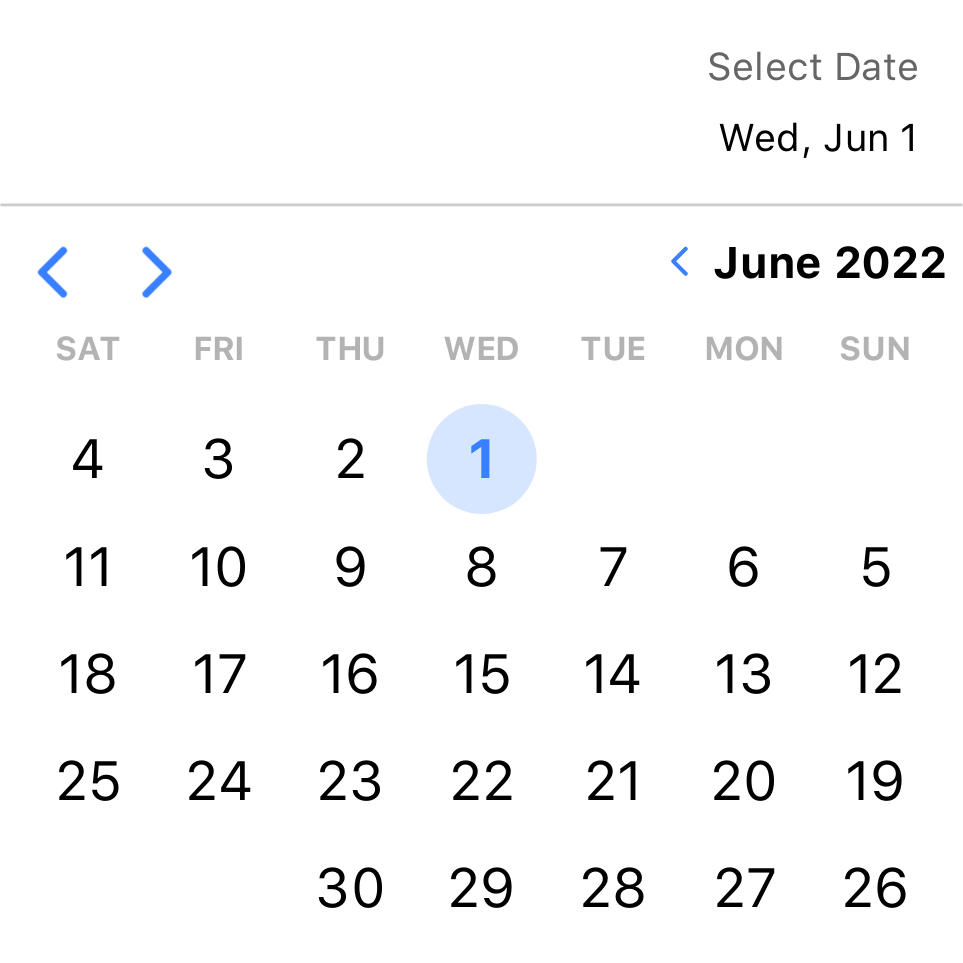 Select Date
Wed, Jun 1
June 2022
SAT FRI THU WED TUE MON SUN
4 3 2 1
11 10 9 8 7 6 5
18 17 16 15 14 13 12
25 24 23 22 21 20 19
30 29 28 27 26